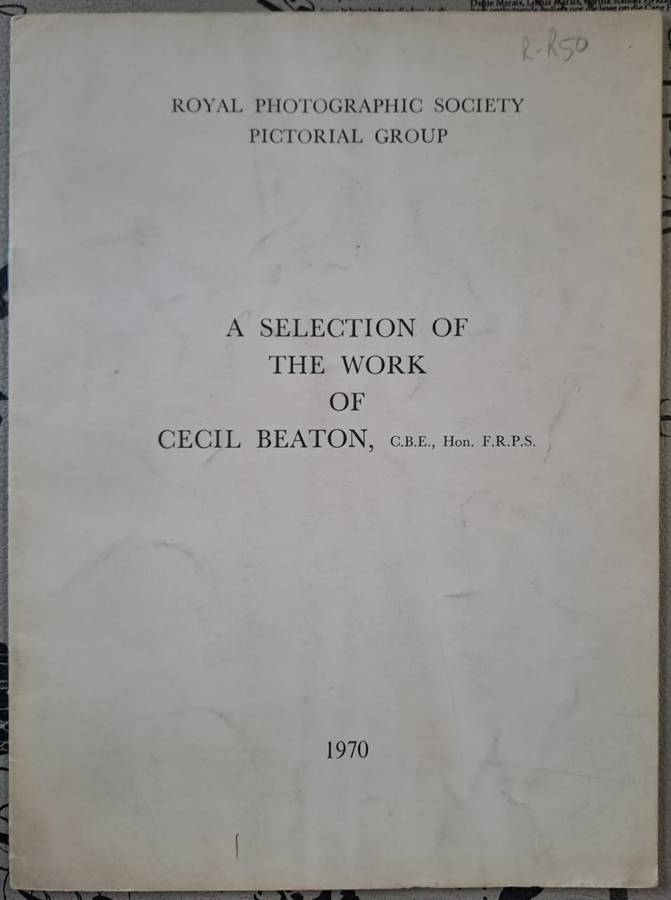 R-R50
ROYAL PHOTOGRAPHIC SOCIETY
PICTORIAL GROUP
A SELECTION OF
THE WORK
OF
CECIL BEATON, C.B.E., Hon. F.R.P.S.
1970